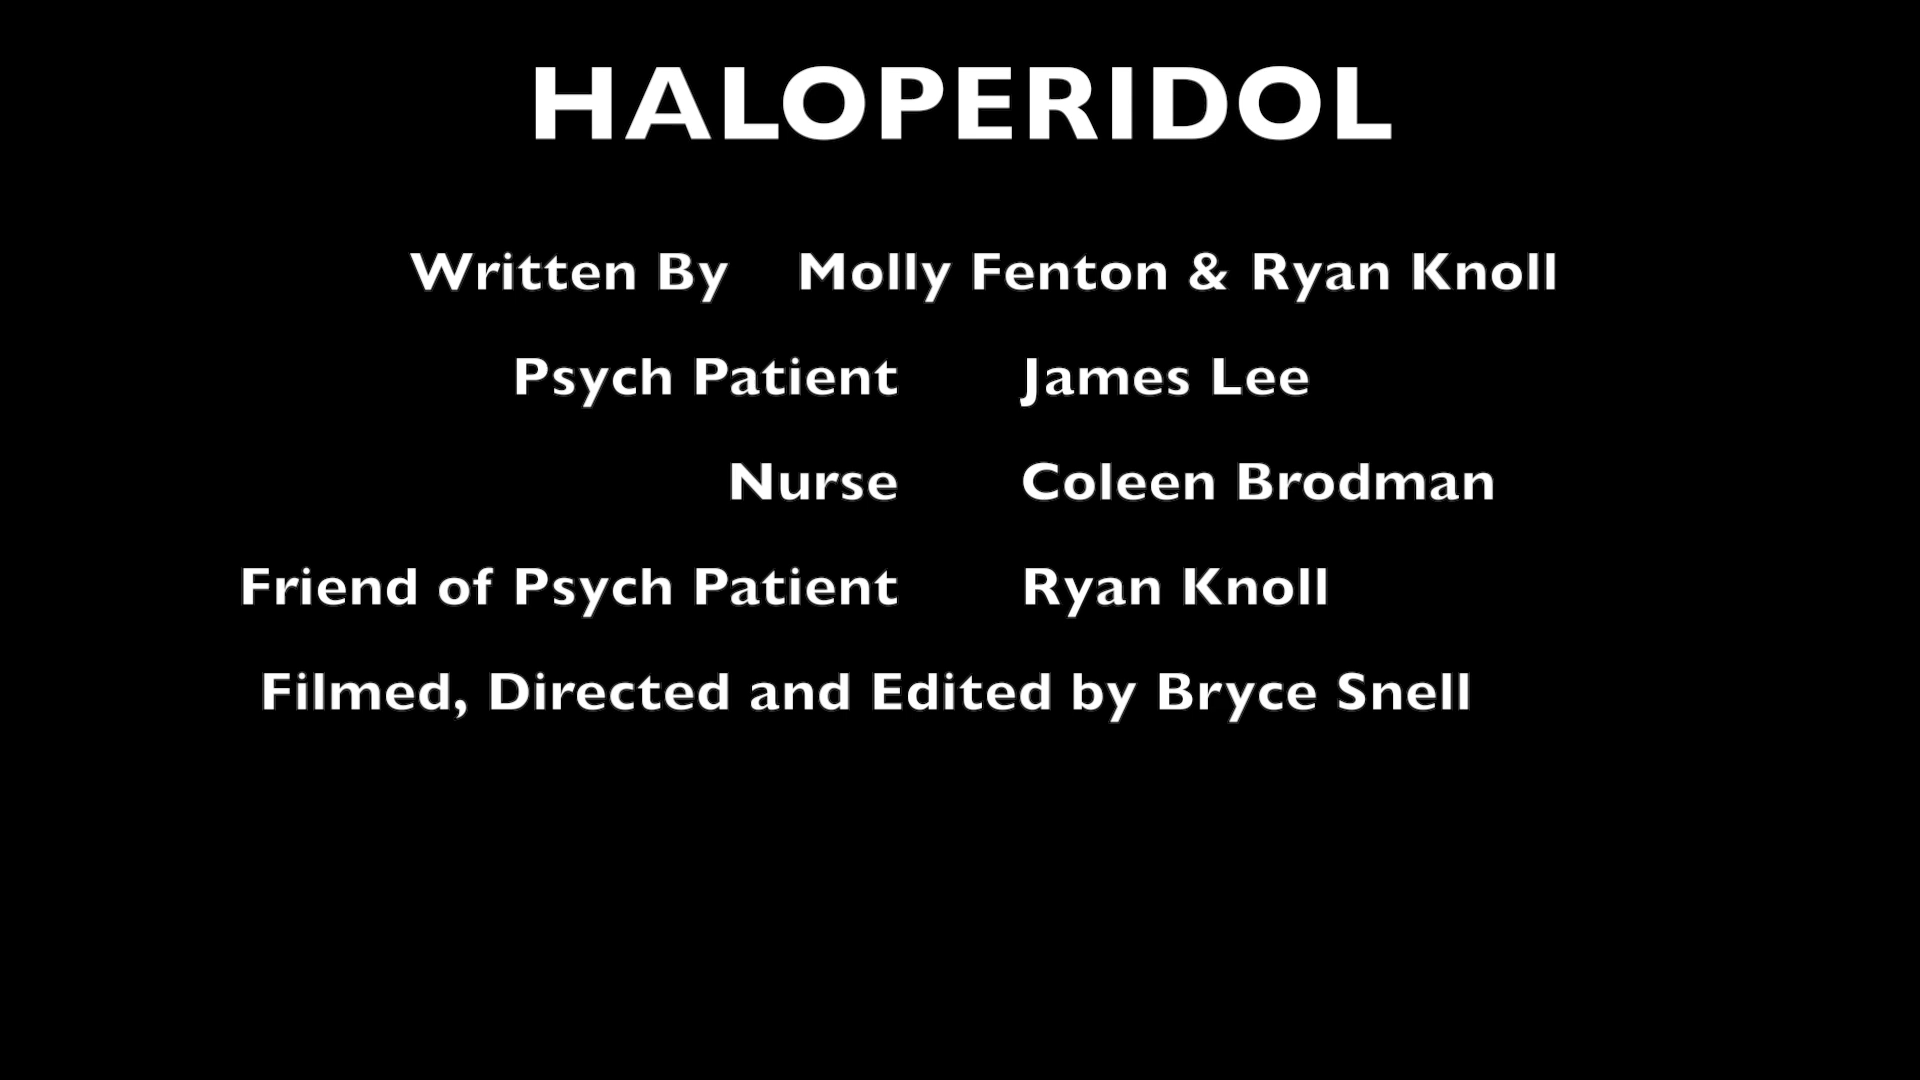 HALOPERIDOL
Written By Molly Fenton & Ryan Knoll
Psych Patient James Lee
Nurse Coleen Brodman
Friend of Psych Patient Ryan Knoll
Filmed, Directed and Edited by Bryce Snell